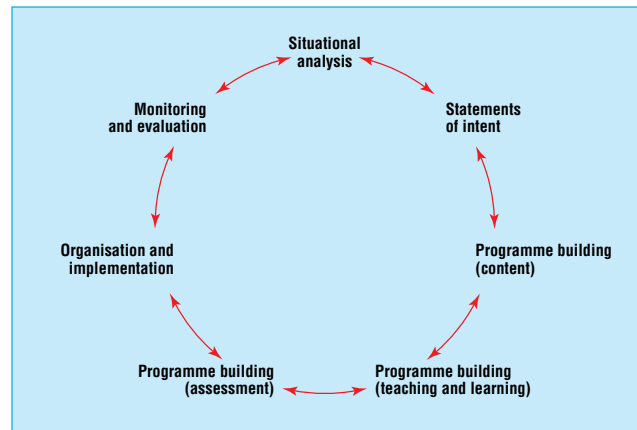 Situational
analysis
Statements
of intent
Programme building
(content)
Programme building
(teaching and learning)
Programme building
(assessment)
Organisation and
implementation
Monitoring
and evaluation